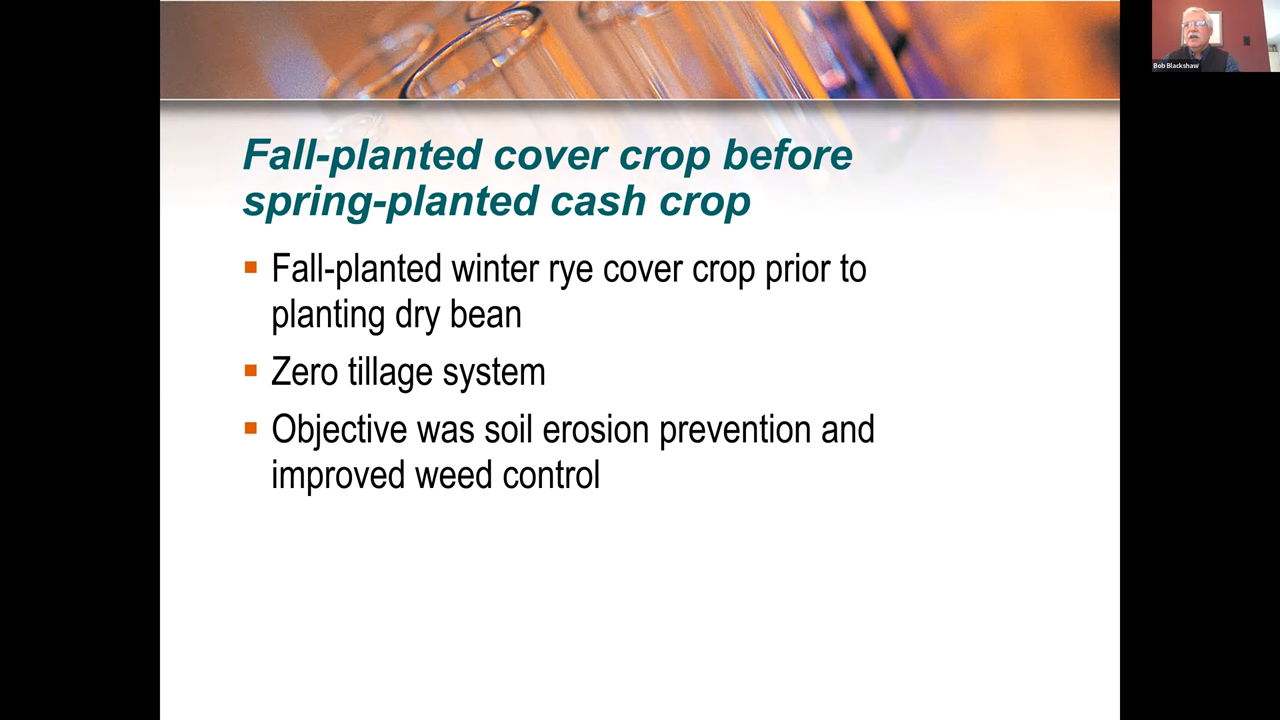 Bob Blackshaw
Fall-planted cover crop before
spring-planted cash crop
Fall-planted winter rye cover crop prior to
planting dry bean
Zero tillage system
Objective was soil erosion prevention and
improved weed control